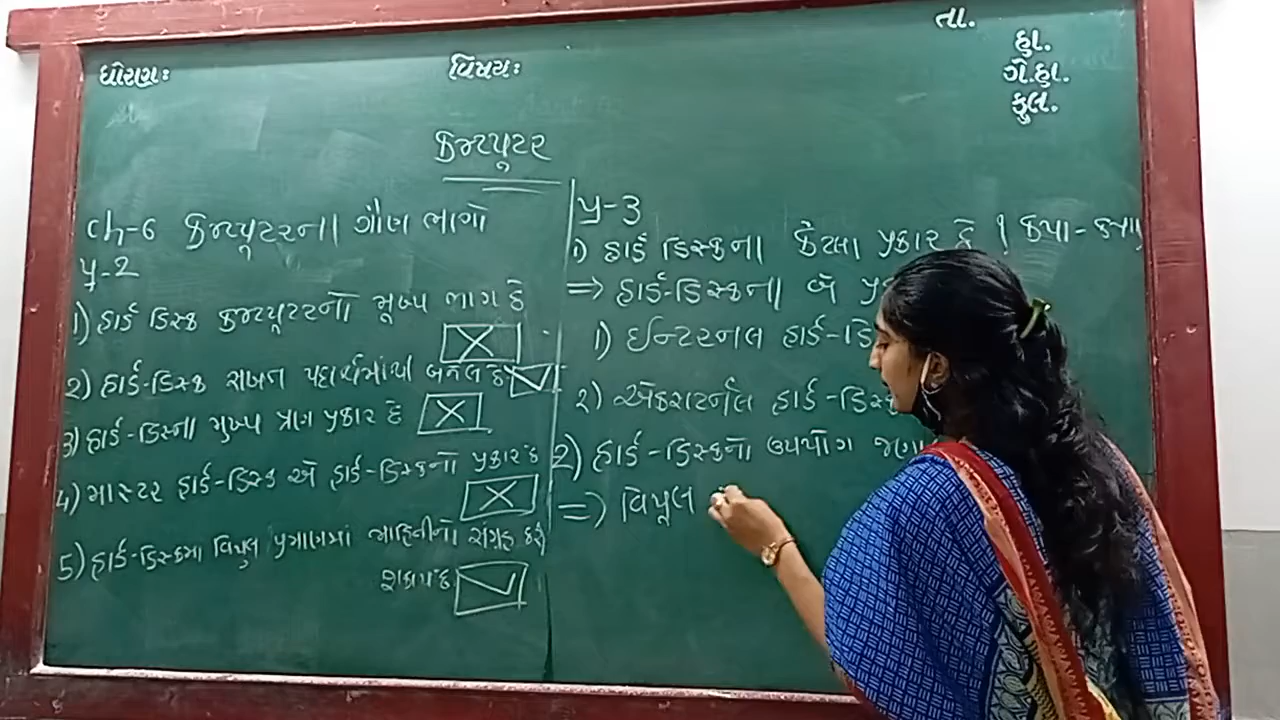 તા.
હા.
ગે.હા.
કુલ.
ધોરણઃ
વિષયઃ
કમ્પ્યૂટર
ch-6 કમ્પ્યૂટરના ગૌણ ભાગો
પ્ર-2
1) હાર્ડ ડિસ્ક કમ્પ્યૂટરનો મૂખ્ય ભાગ છે
2) હાર્ડ-ડિસ્ક સખત પદાર્થમાંથી બનેલ છે
3) હાર્ડ-ડિસ્ના મુખ્ય ત્રણ પ્રકાર છે
4) માસ્ટર હાર્ડ-ડિસ્ક એ હાર્ડ-ડિસ્કનો પ્રકાર છે
5) હાર્ડ-ડિસ્કમા વિપુલ પ્રમાણમાં માહિતીનો સંગ્રહ કરી
શકાય છે
પ્ર-3
1) હાર્ડ ડિસ્કના કેટલા પ્રકાર છે ? કયા-કયા
=> હાર્ડ-ડિસ્કના બે
1) ઈન્ટરનલ હાર્ડ-ડિ
2) એક્સટર્નલ હાર્ડ-ડિસ્ક
2) હાર્ડ-ડિસ્કનો ઉપયોગ
=> વિપૂલ